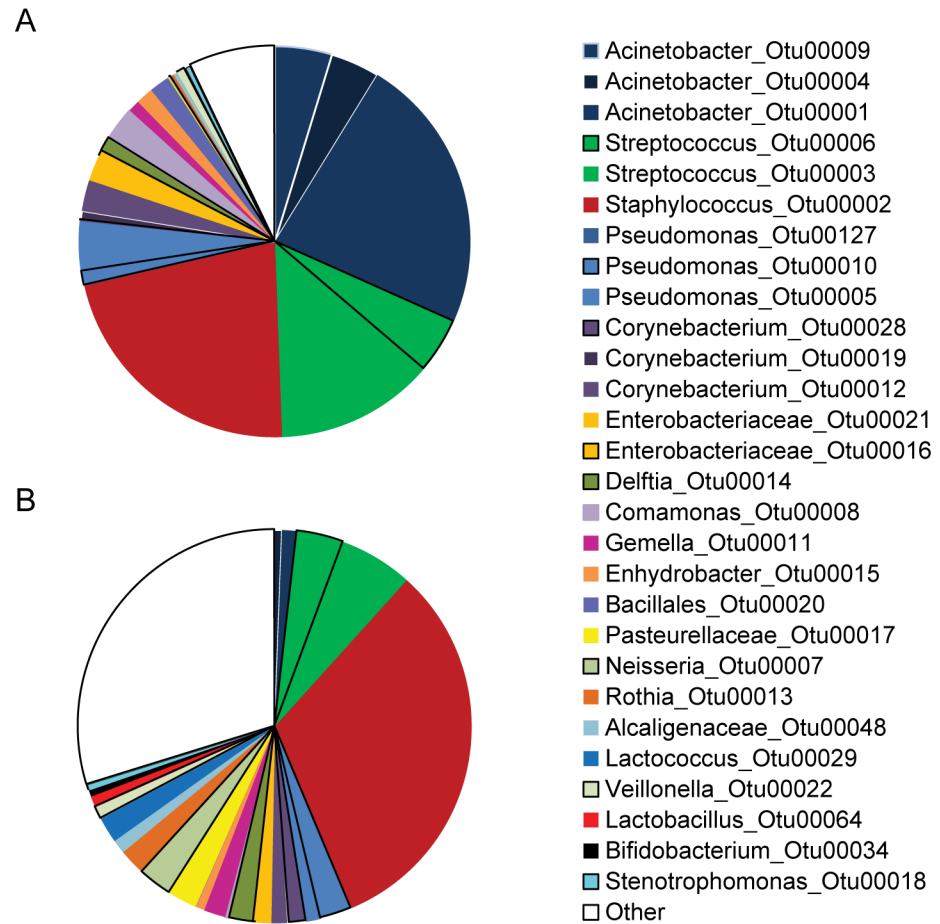 A
Acinetobacter_Otu00009
Acinetobacter_Otu00004
Acinetobacter_Otu00001
Streptococcus_Otu00006
Streptococcus_Otu00003
Staphylococcus_Otu00002
Pseudomonas_Otu00127
Pseudomonas_Otu00010
Pseudomonas_Otu00005
Corynebacterium_Otu00028
Corynebacterium_Otu00019
Corynebacterium_Otu00012
Enterobacteriaceae_Otu00021
Enterobacteriaceae_Otu00016
Delftia_Otu00014
B
Comamonas_Otu00008
Gemella_Otu00011
Enhydrobacter_Otu00015
Bacillales_Otu00020
Pasteurellaceae_Otu00017
Neisseria_Otu00007
Rothia_Otu00013
Alcaligenaceae_Otu00048
Lactococcus_Otu00029
Veillonella_Otu00022
Lactobacillus_Otu00064
Bifidobacterium_Otu00034
Stenotrophomonas_Otu00018
Other